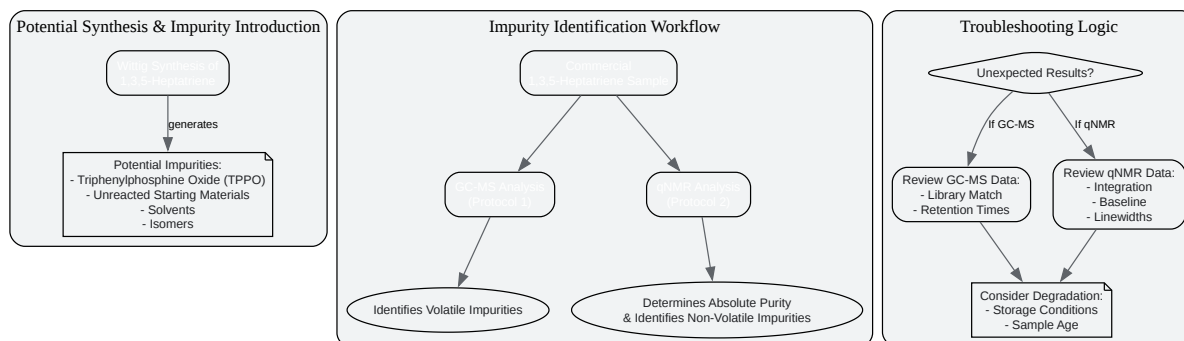 Potential Synthesis & Impurity Introduction
Wittig Synthesis of
1,3,5-Heptatriene
generates
Potential Impurities:
- Triphenylphosphine Oxide (TPPO)
- Unreacted Starting Materials
- Solvents
- Isomers
Impurity Identification Workflow
Commercial
1,3,5-Heptatriene Sample
GC-MS Analysis
(Protocol 1)
qNMR Analysis
(Protocol 2)
Identifies Volatile Impurities
Determines Absolute Purity
& Identifies Non-Volatile Impurities
Troubleshooting Logic
Unexpected Results?
If GC-MS
If qNMR
Review GC-MS Data:
- Library Match
- Retention Times
Review qNMR Data:
- Integration
- Baseline
- Linewidths
Consider Degradation:
- Storage Conditions
- Sample Age